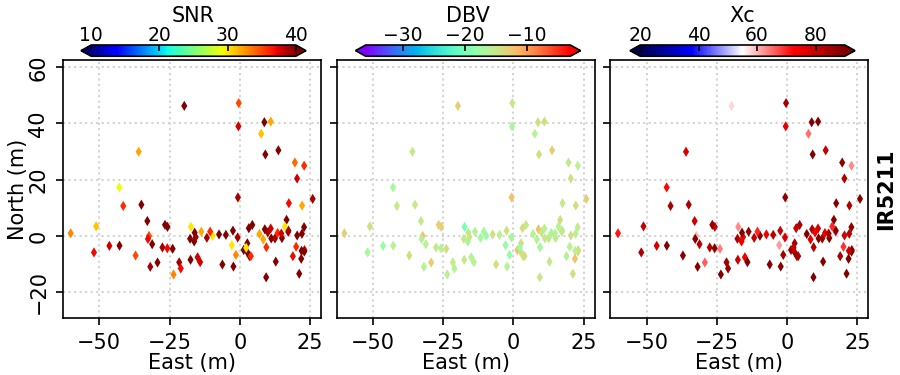 SNR DBV Xc
10 20 30 40 −30 −20 −10 20 40 60 80
60
40
20
0
−20
North (m)
−50 −25 0 25 −50 −25 0 25 −50 −25 0 25
East (m) East (m) East (m)
IR5211